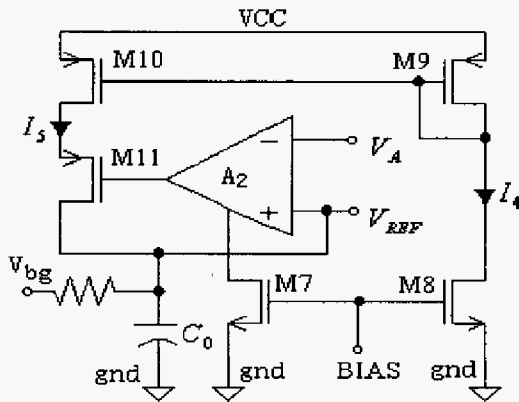 VCC
M10
M9
I5
M11
A2
−
VA
+
VREF
I4
Vbg
M7
M8
C0
gnd
gnd
BIAS
gnd